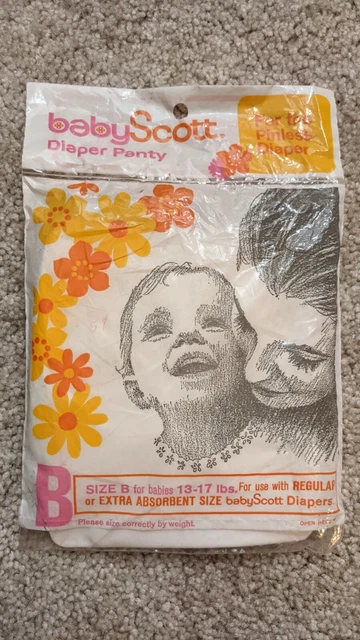 babyScott.
Diaper Panty
For the
Pinless
Diaper
B
SIZE B for babies 13-17 lbs. For use with REGULAR
or EXTRA ABSORBENT SIZE babyScott Diapers.
Please size correctly by weight.
OPEN